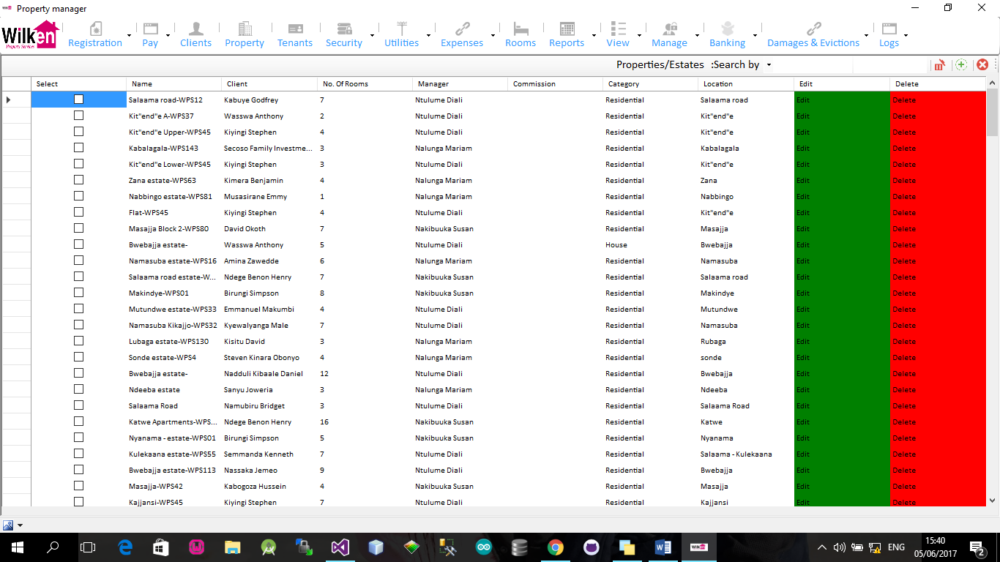 Property manager
Wilken
Property Services
Registration Pay Clients Property Tenants Security Utilities Expenses Rooms Reports View Manage Banking Damages & Evictions Logs
Properties/Estates :Search by
Select Name Client No. Of Rooms Manager Commission Category Location Edit Delete
Salaama road-WPS12 Kabuye Godfrey 7 Ntulume Diali Residential Salaama road Edit Delete
Kit"end"e A-WPS37 Wasswa Anthony 2 Ntulume Diali Residential Kit"end"e Edit Delete
Kit"end"e Upper-WPS45 Kiyingi Stephen 4 Ntulume Diali Residential Kit"end"e Edit Delete
Kabalagala-WPS143 Secoso Family Investme... 3 Nalunga Mariam Residential Kabalagala Edit Delete
Kit"end"e Lower-WPS45 Kiyingi Stephen 3 Ntulume Diali Residential Kit"end"e Edit Delete
Zana estate-WPS63 Kimera Benjamin 4 Nalunga Mariam Residential Zana Edit Delete
Nabbingo estate-WPS81 Musasirane Emmy 1 Nalunga Mariam Residential Nabbingo Edit Delete
Flat-WPS45 Kiyingi Stephen 4 Ntulume Diali Residential Kit"end"e Edit Delete
Masajja Block 2-WPS80 David Okoth 7 Nakibuuka Susan Residential Masajja Edit Delete
Bwebajja estate- Wasswa Anthony 5 Ntulume Diali House Bwebajja Edit Delete
Namasuba estate-WPS16 Amina Zawedde 6 Nalunga Mariam Residential Namasuba Edit Delete
Salaama road estate-W... Ndege Benon Henry 7 Nakibuuka Susan Residential Salaama road Edit Delete
Makindye-WPS01 Birungi Simpson 8 Nakibuuka Susan Residential Makindye Edit Delete
Mutundwe estate-WPS33 Emmanuel Makumbi 4 Ntulume Diali Residential Mutundwe Edit Delete
Namasuba Kikajjo-WPS32 Kyewalyanga Male 7 Ntulume Diali Residential Namasuba Edit Delete
Lubaga estate-WPS130 Kisitu David 3 Nalunga Mariam Residential Rubaga Edit Delete
Sonde estate-WPS4 Steven Kinara Obonyo 4 Nalunga Mariam Residential sonde Edit Delete
Bwebajja estate- Nadduli Kibaale Daniel 12 Ntulume Diali Residential Bwebajja Edit Delete
Ndeeba estate Sanyu Joweria 3 Nalunga Mariam Residential Ndeeba Edit Delete
Salaama Road Namubiru Bridget 3 Ntulume Diali Residential Salaama Road Edit Delete
Katwe Apartments-WPS... Ndege Benon Henry 16 Nakibuuka Susan Residential Katwe Edit Delete
Nyanama - estate-WPS01 Birungi Simpson 5 Nakibuuka Susan Residential Nyanama Edit Delete
Kulekaana estate-WPS55 Semmanda Kenneth 7 Ntulume Diali Residential Salaama - Kulekaana Edit Delete
Bwebajja estate-WPS113 Nassaka Jemeo 9 Ntulume Diali Residential Bwebajja Edit Delete
Masajja-WPS42 Kabogoza Hussein 4 Nakibuuka Susan Residential Masajja Edit Delete
Kajjansi-WPS45 Kiyingi Stephen 7 Ntulume Diali Residential Kajjansi Edit Delete
ENG
15:40
05/06/2017
2